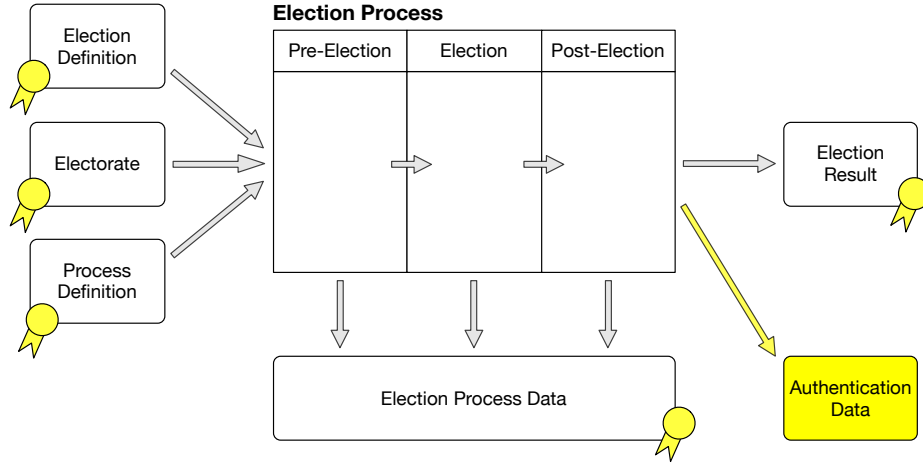 Election Process
Election
Definition
Pre-Election
Election
Post-Election
Electorate
Election
Result
Process
Definition
Election Process Data
Authentication
Data